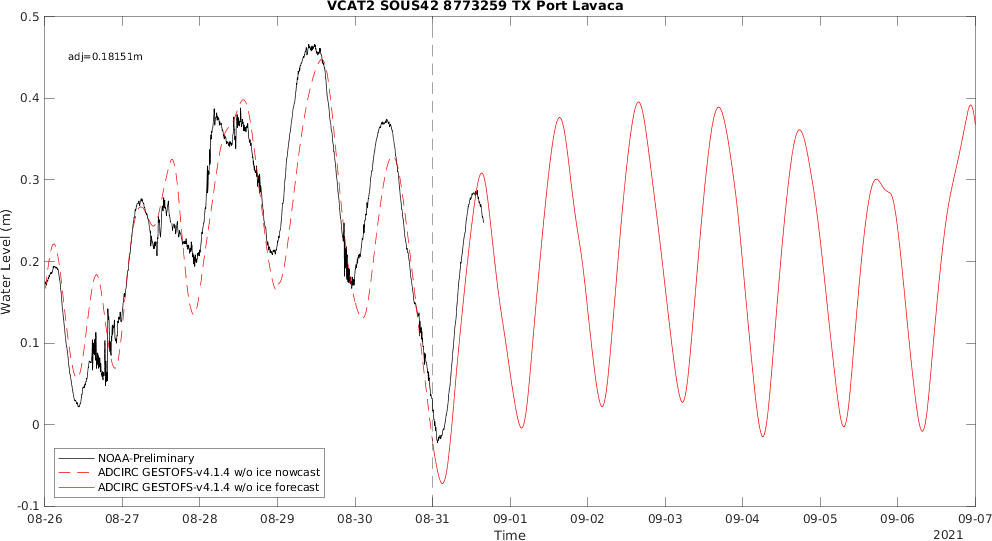 VCAT2 SOUS42 8773259 TX Port Lavaca
adj=0.18151m
Water Level (m)
0.5
0.4
0.3
0.2
0.1
0
-0.1
NOAA-Preliminary
ADCIRC GESTOFS-v4.1.4 w/o ice nowcast
ADCIRC GESTOFS-v4.1.4 w/o ice forecast
08-26 08-27 08-28 08-29 08-30 08-31 09-01 09-02 09-03 09-04 09-05 09-06 09-07
Time
2021